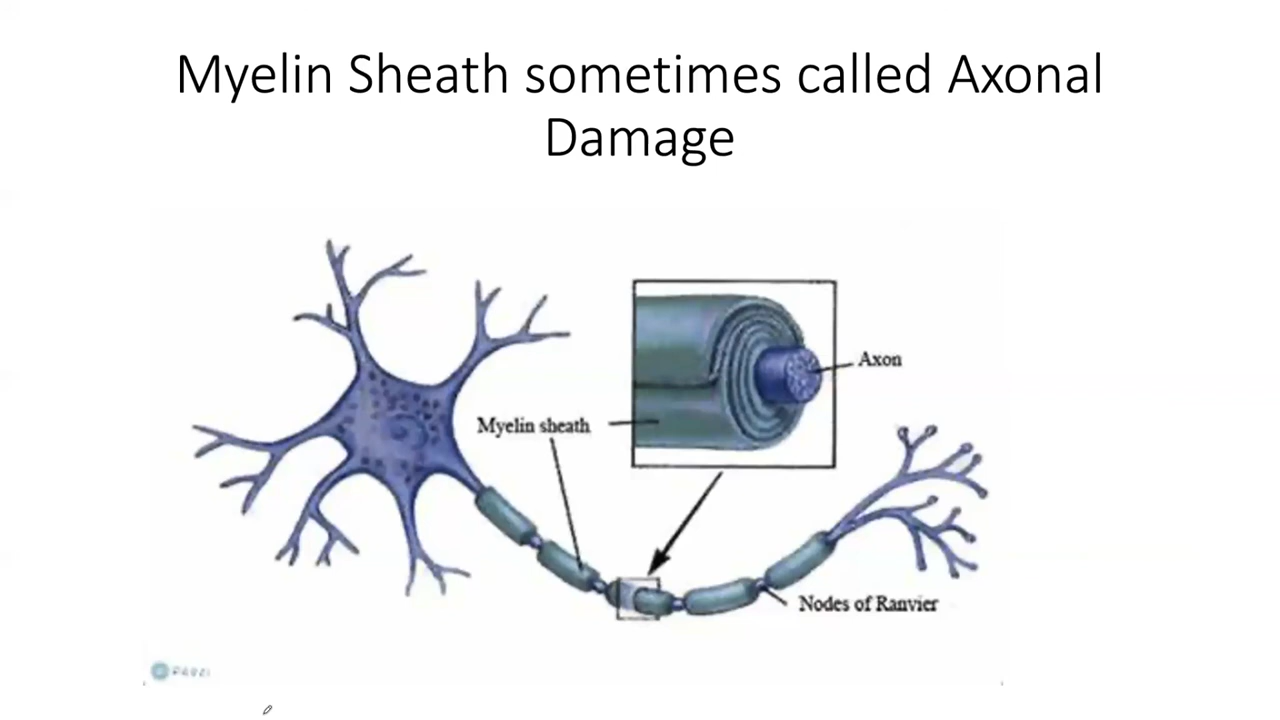 Myelin Sheath sometimes called Axonal
Damage
Axon
Myelin sheath
Nodes of Ranvier